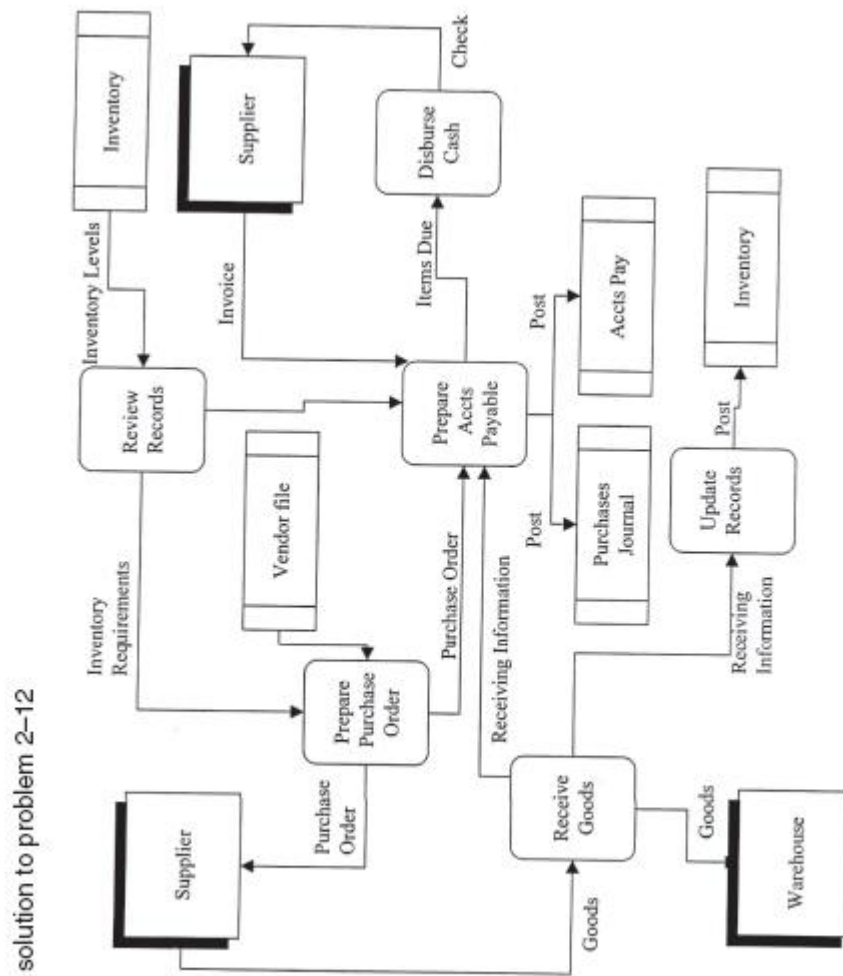 solution to problem 2–12
Supplier
Purchase
Order
Goods
Inventory
Requirements
Prepare
Purchase
Order
Vendor file
Purchase Order
Receiving Information
Receive
Goods
Goods
Warehouse
Review
Records
Inventory Levels
Inventory
Supplier
Invoice
Check
Disburse
Cash
Items Due
Prepare
Accts
Payable
Post
Post
Purchases
Journal
Accts Pay
Receiving
Information
Update
Records
Post
Inventory